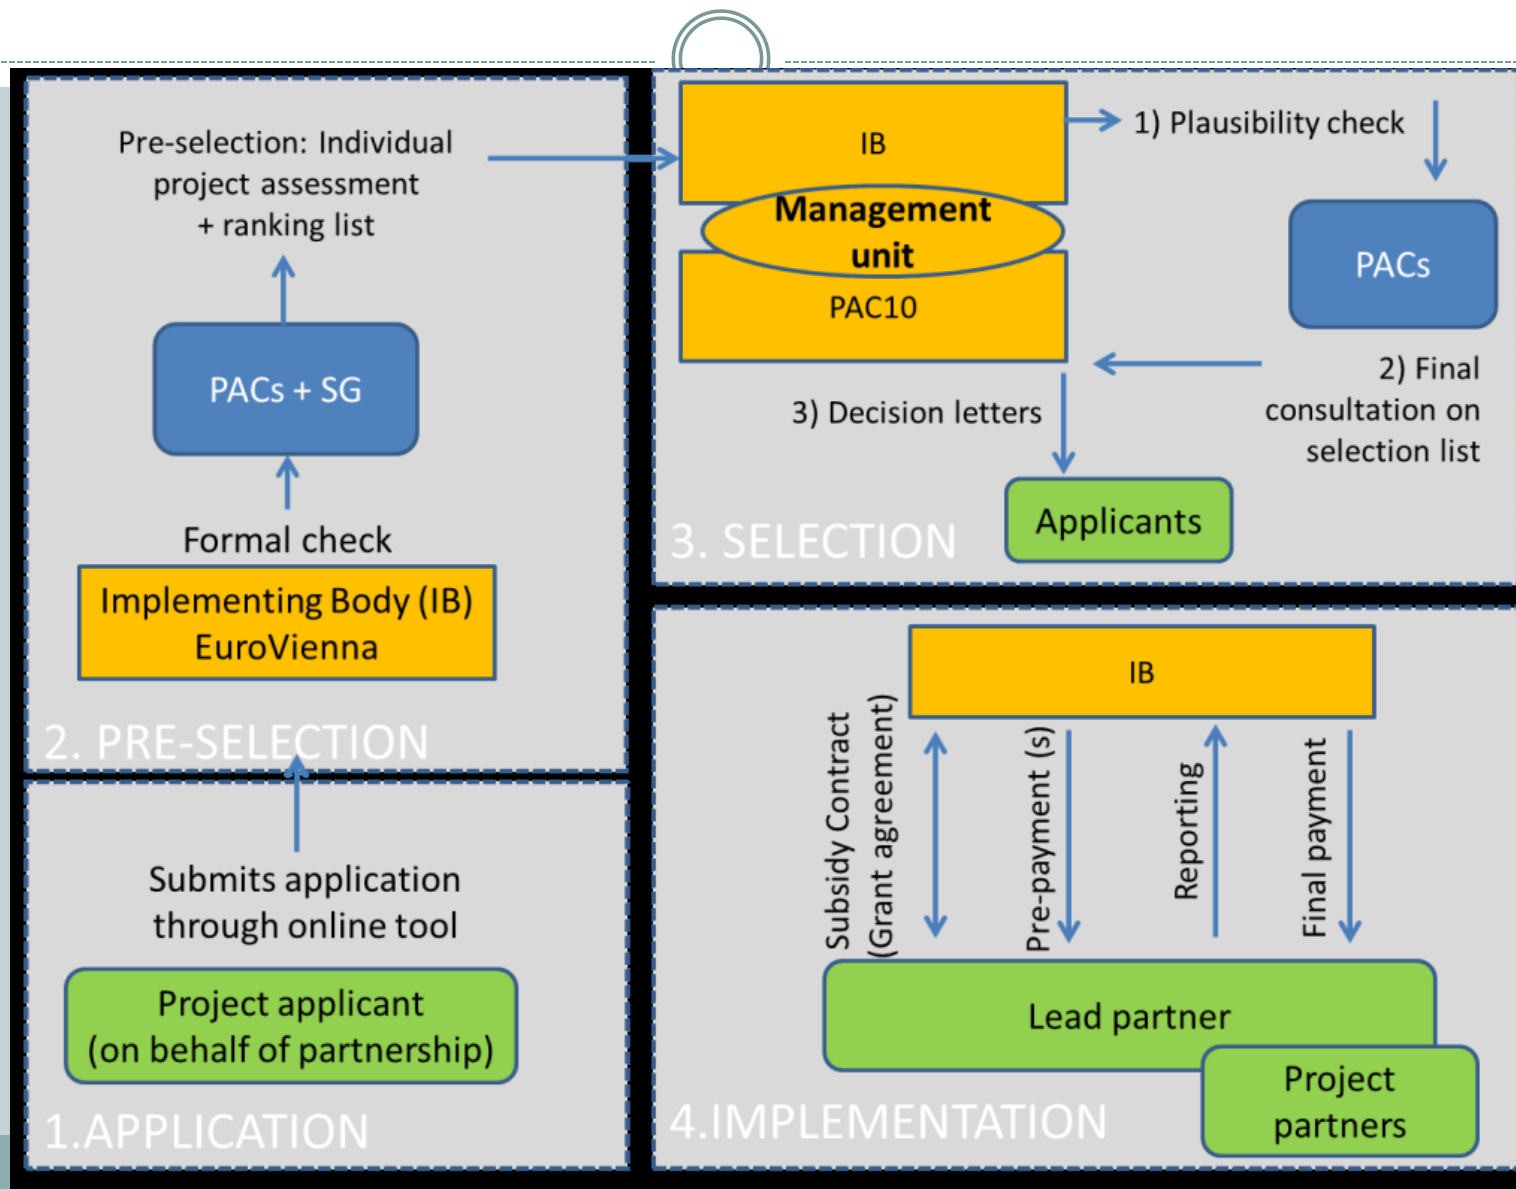 Pre-selection: Individual
project assessment
+ ranking list
PACs + SG
Formal check
Implementing Body (IB)
EuroVienna
2. PRE-SELECTION
Submits application
through online tool
Project applicant
(on behalf of partnership)
1.APPLICATION
IB
Management
unit
PAC10
1) Plausibility check
PACs
2) Final
consultation on
selection list
3) Decision letters
Applicants
3. SELECTION
IB
Subsidy Contract
(Grant agreement)
Pre-payment (s)
Reporting
Final payment
Lead partner
Project
partners
4.IMPLEMENTATION